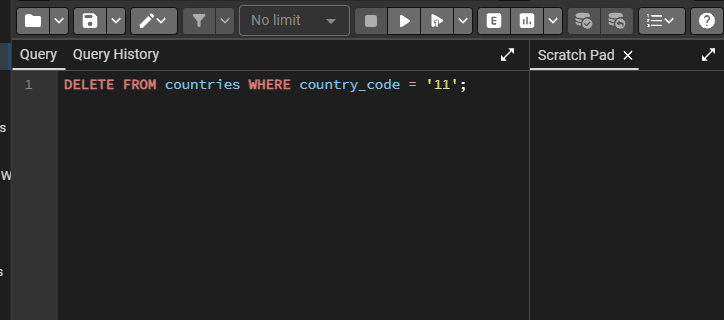 No limit
E
Query
Query History
Scratch Pad
1
DELETE FROM countries WHERE country_code = '11';
s
W
s